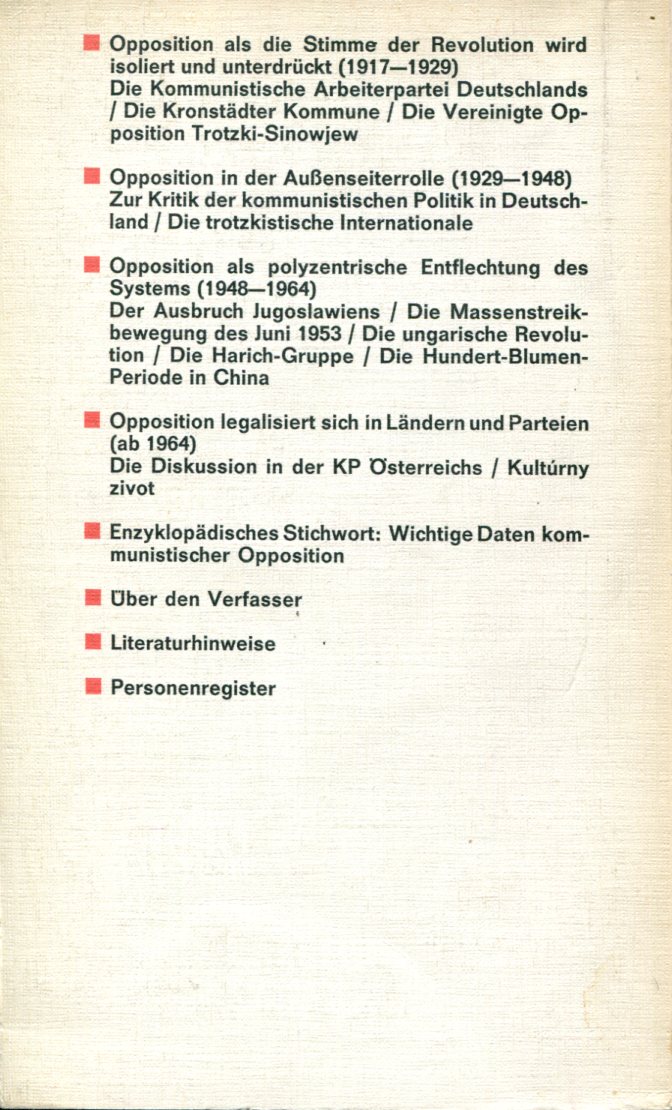 Opposition als die Stimme der Revolution wird
isoliert und unterdrückt (1917—1929)
Die Kommunistische Arbeiterpartei Deutschlands
/ Die Kronstädter Kommune / Die Vereinigte Op-
position Trotzki-Sinowjew
Opposition in der Außenseiterrolle (1929—1948)
Zur Kritik der kommunistischen Politik in Deutsch-
land / Die trotzkistische Internationale
Opposition als polyzentrische Entflechtung des
Systems (1948—1964)
Der Ausbruch Jugoslawiens / Die Massenstreik-
bewegung des Juni 1953 / Die ungarische Revolu-
tion / Die Harich-Gruppe / Die Hundert-Blumen-
Periode in China
Opposition legalisiert sich in Ländern und Parteien
(ab 1964)
Die Diskussion in der KP Österreichs / Kultúrny
zivot
Enzyklopädisches Stichwort: Wichtige Daten kom-
munistischer Opposition
Über den Verfasser
Literaturhinweise
Personenregister